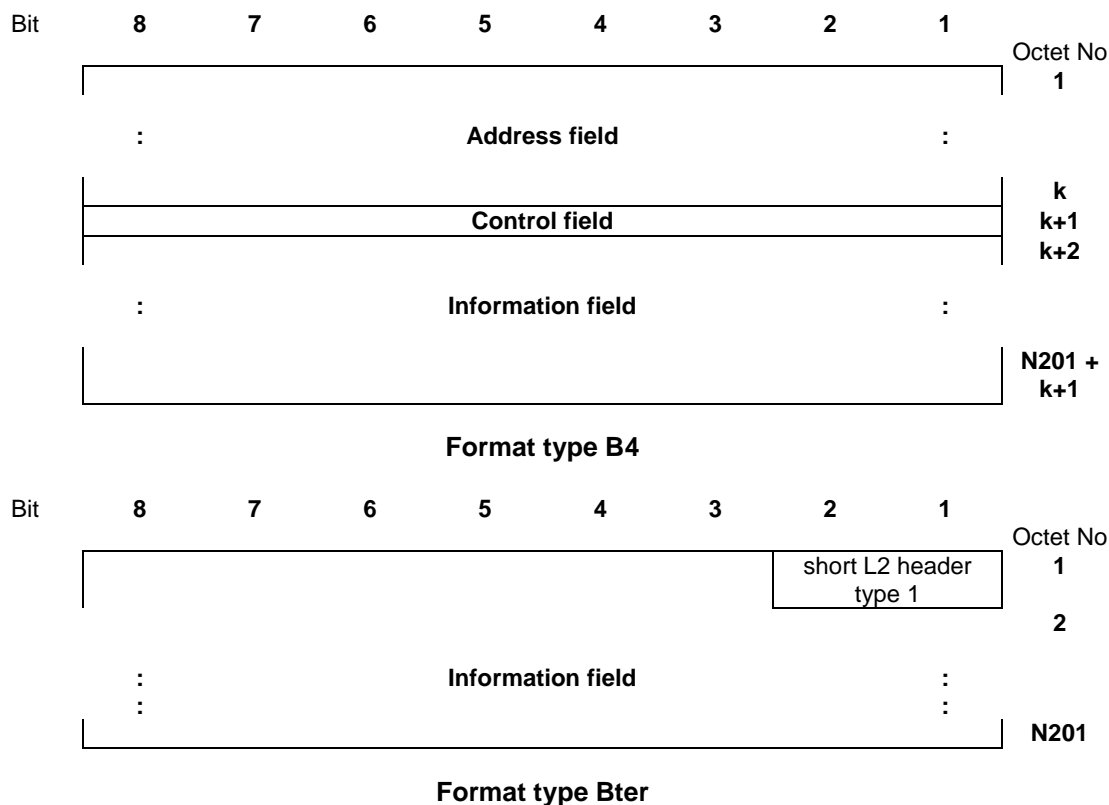 Bit 8 7 6 5 4 3 2 1
Octet No
1
: Address field :
k
Control field k+1
k+2
: Information field :
N201 +
k+1
Format type B4
Bit 8 7 6 5 4 3 2 1
Octet No
short L2 header 1
type 1
2
: Information field :
: :
N201
Format type Bter